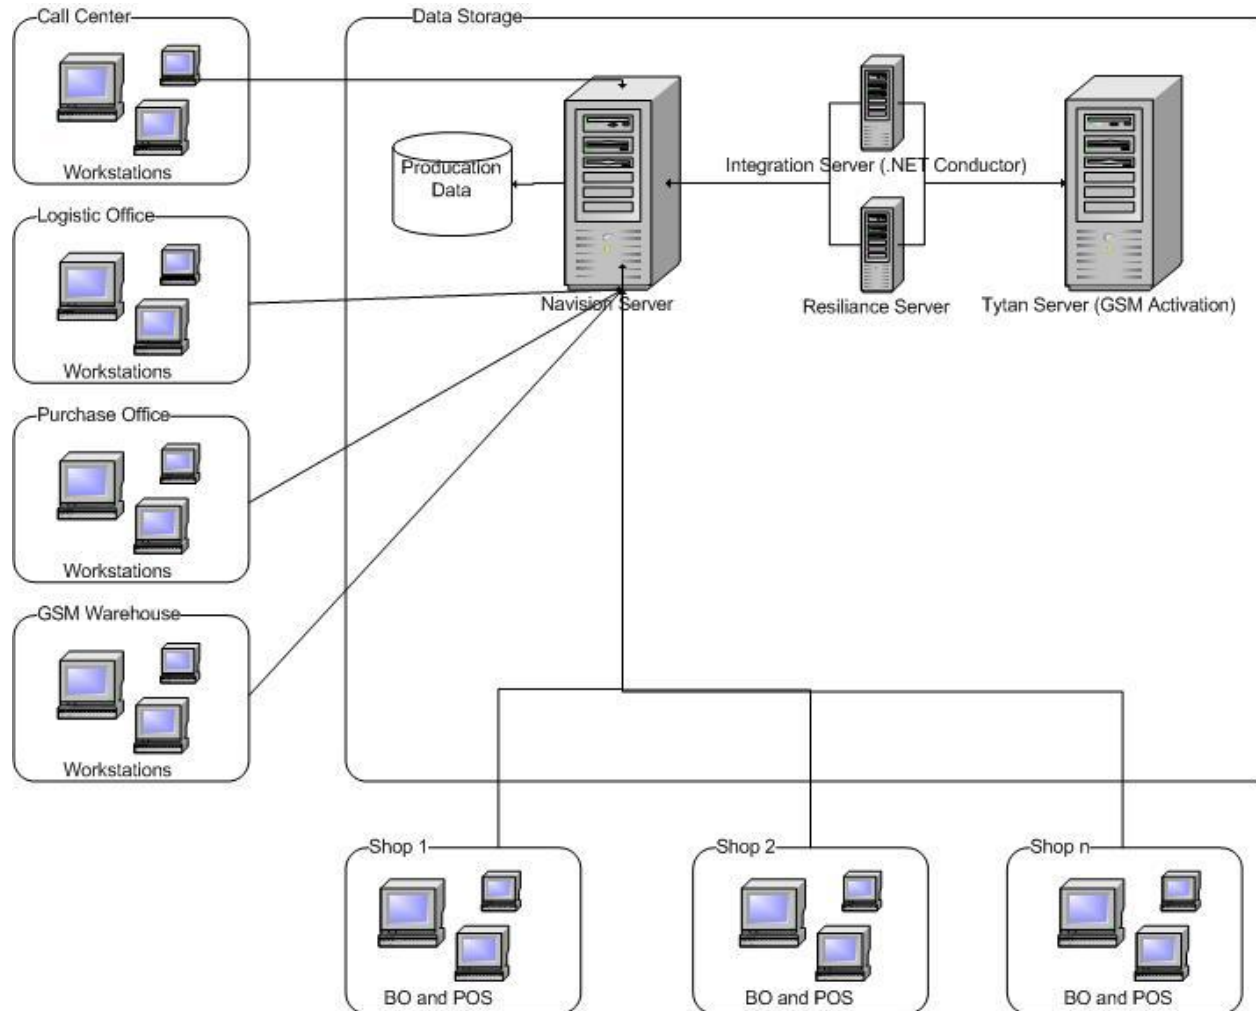 Call Center
Data Storage
Workstations
Producation
Data
Integration Server (.NET Conductor)
Logistic Office
Navision Server
Resiliance Server
Tytan Server (GSM Activation)
Workstations
Purchase Office
Workstations
GSM Warehouse
Workstations
Shop 1
Shop 2
Shop n
BO and POS
BO and POS
BO and POS